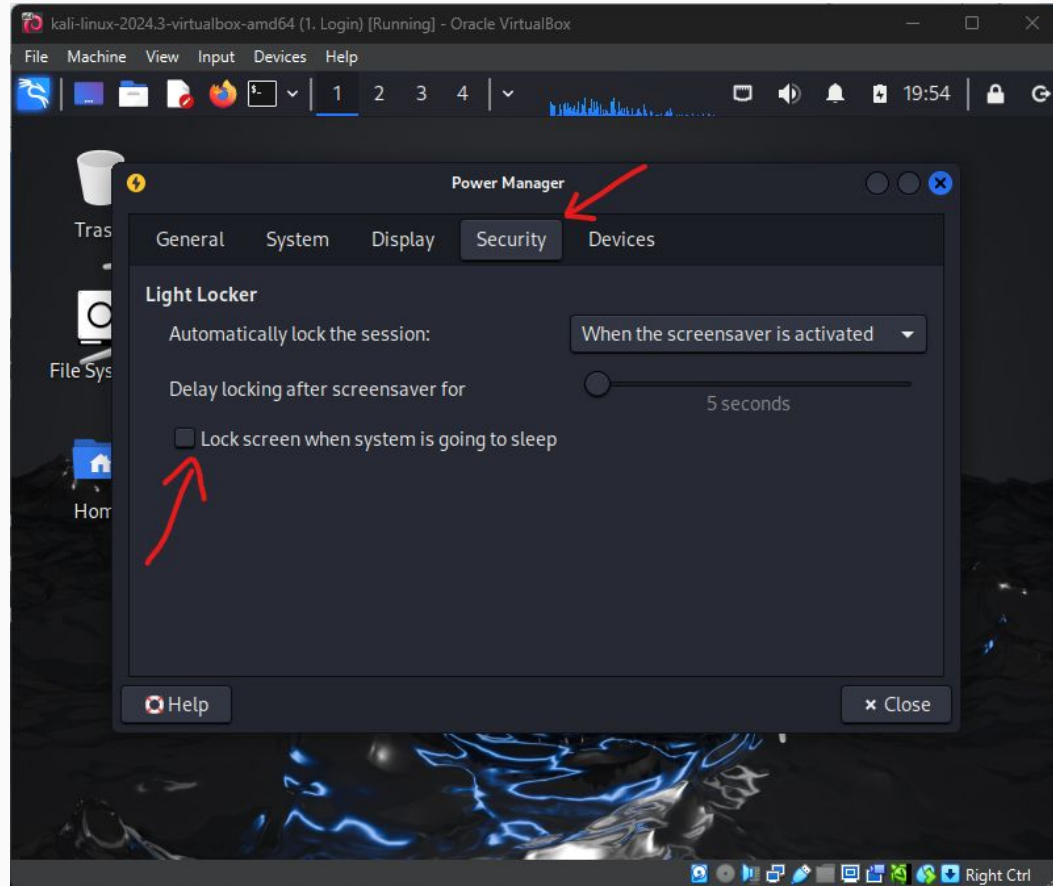 kali-linux-2024.3-virtualbox-amd64 (1. Login) [Running] - Oracle VirtualBox
File Machine View Input Devices Help
1 2 3 4 19:54
Power Manager
Tras
General System Display Security Devices
Light Locker
Automatically lock the session: When the screensaver is activated
File Sys
Delay locking after screensaver for
5 seconds
Lock screen when system is going to sleep
Hom
Help Close
Right Ctrl